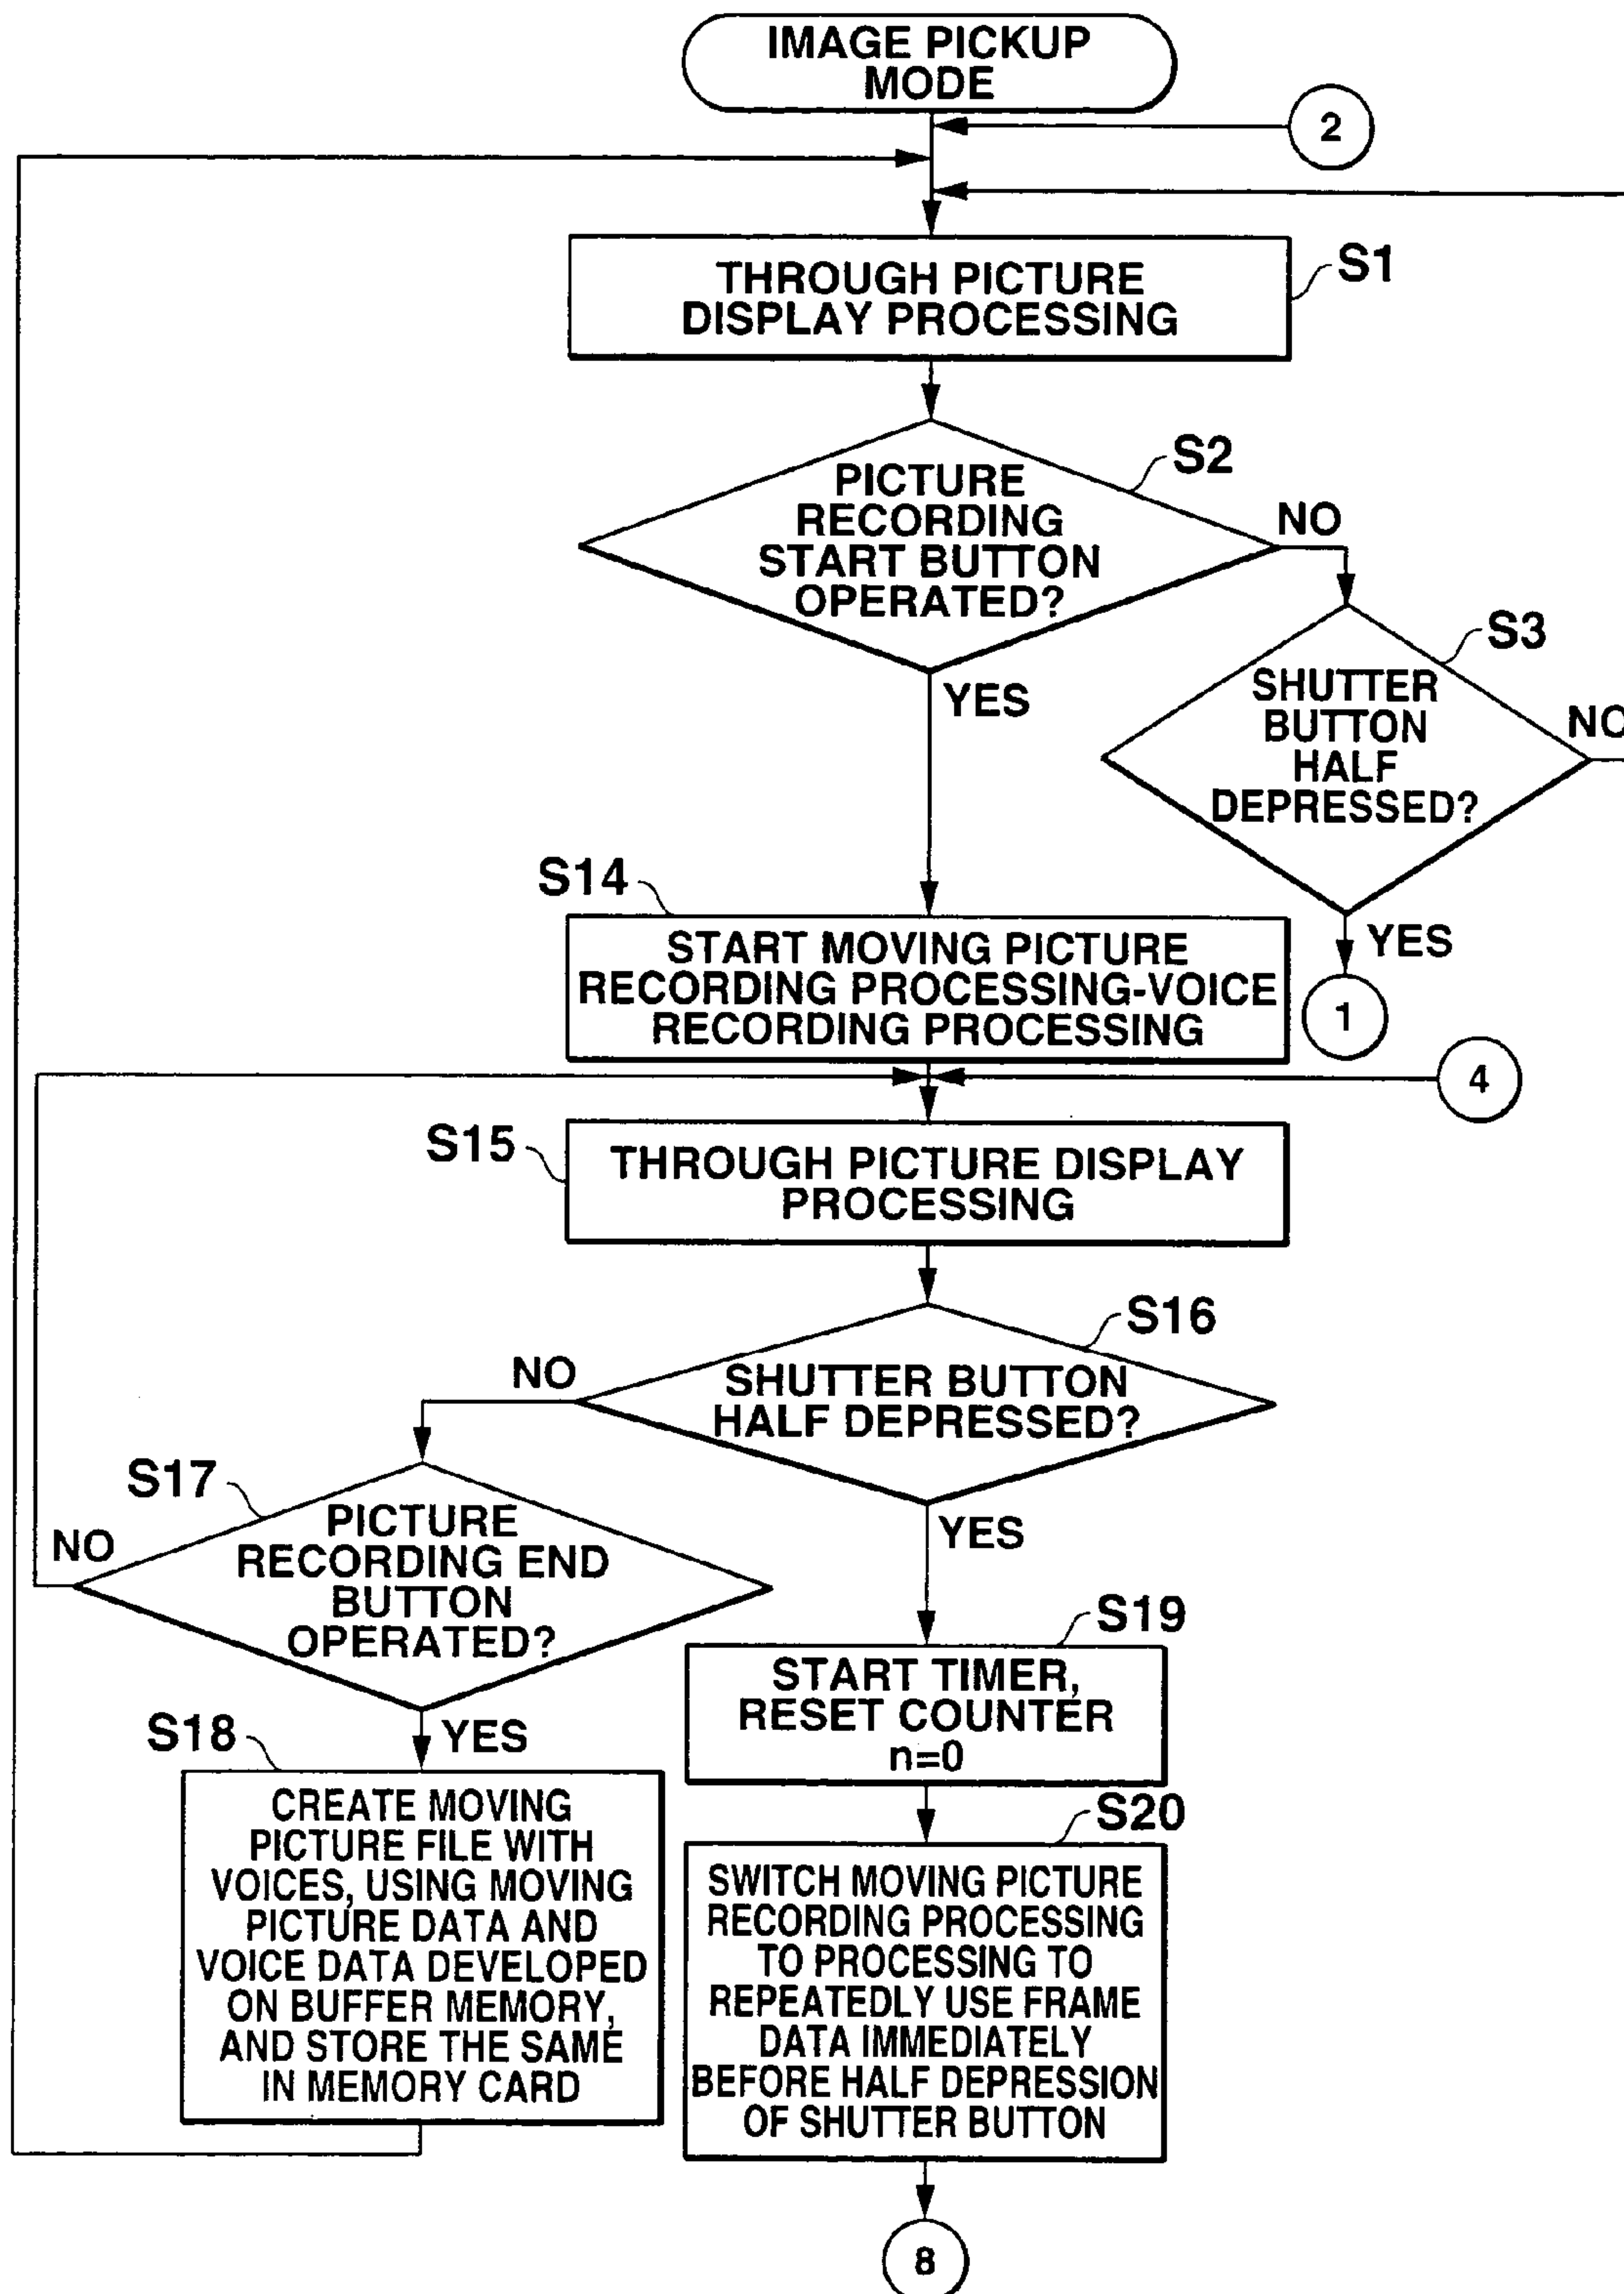 IMAGE PICKUP
MODE
2
THROUGH PICTURE
DISPLAY PROCESSING
S1
PICTURE
RECORDING
START BUTTON
OPERATED?
S2
NO
YES
SHUTTER
BUTTON
HALF
DEPRESSED?
S3
NO
YES
1
S14
START MOVING PICTURE
RECORDING PROCESSING-VOICE
RECORDING PROCESSING
4
S15
THROUGH PICTURE DISPLAY
PROCESSING
S16
SHUTTER BUTTON
HALF DEPRESSED?
NO
YES
S17
PICTURE
RECORDING END
BUTTON
OPERATED?
NO
YES
S18
CREATE MOVING
PICTURE FILE WITH
VOICES, USING MOVING
PICTURE DATA AND
VOICE DATA DEVELOPED
ON BUFFER MEMORY,
AND STORE THE SAME
IN MEMORY CARD
S19
START TIMER,
RESET COUNTER
n=0
S20
SWITCH MOVING PICTURE
RECORDING PROCESSING
TO PROCESSING TO
REPEATEDLY USE FRAME
DATA IMMEDIATELY
BEFORE HALF DEPRESSION
OF SHUTTER BUTTON
8